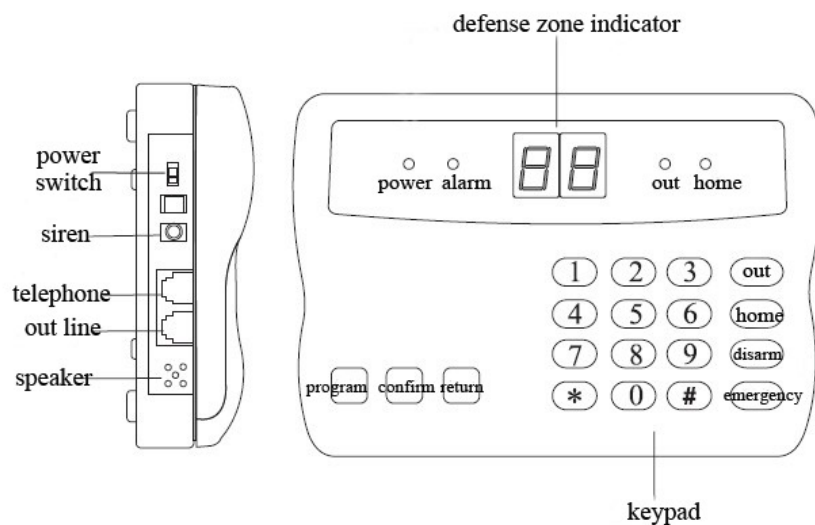 defense zone indicator
power
switch
siren
telephone
out line
speaker
power alarm 88 out home
1 2 3 out
4 5 6 home
7 8 9 disarm
* 0 # emergency
program confirm return
keypad